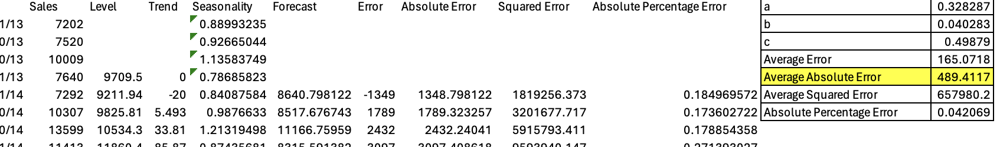 Sales Level Trend Seasonality Forecast Error Absolute Error Squared Error Absolute Percentage Error a 0.328287
1/13 7202 0.88993235 b 0.040283
0/13 7520 0.92665044 c 0.49879
0/13 10009 1.13583749 Average Error 165.0718
1/13 7640 9709.5 0 0.78685823 Average Absolute Error 489.4117
1/14 7292 9211.94 -20 0.84087584 8640.798122 -1349 1348.798122 1819256.373 0.184969572 Average Squared Error 657980.2
0/14 10307 9825.81 5.493 0.9876633 8517.676743 1789 1789.323257 3201677.717 0.173602722 Absolute Percentage Error 0.042069
0/14 13599 10534.3 33.81 1.21319498 11166.75959 2432 2432.24041 5915793.411 0.178854358
1/14 11413 11860.4 85.87 0.87435681 8315.591382 3097 3097.408618 9593940.147 0.271393027